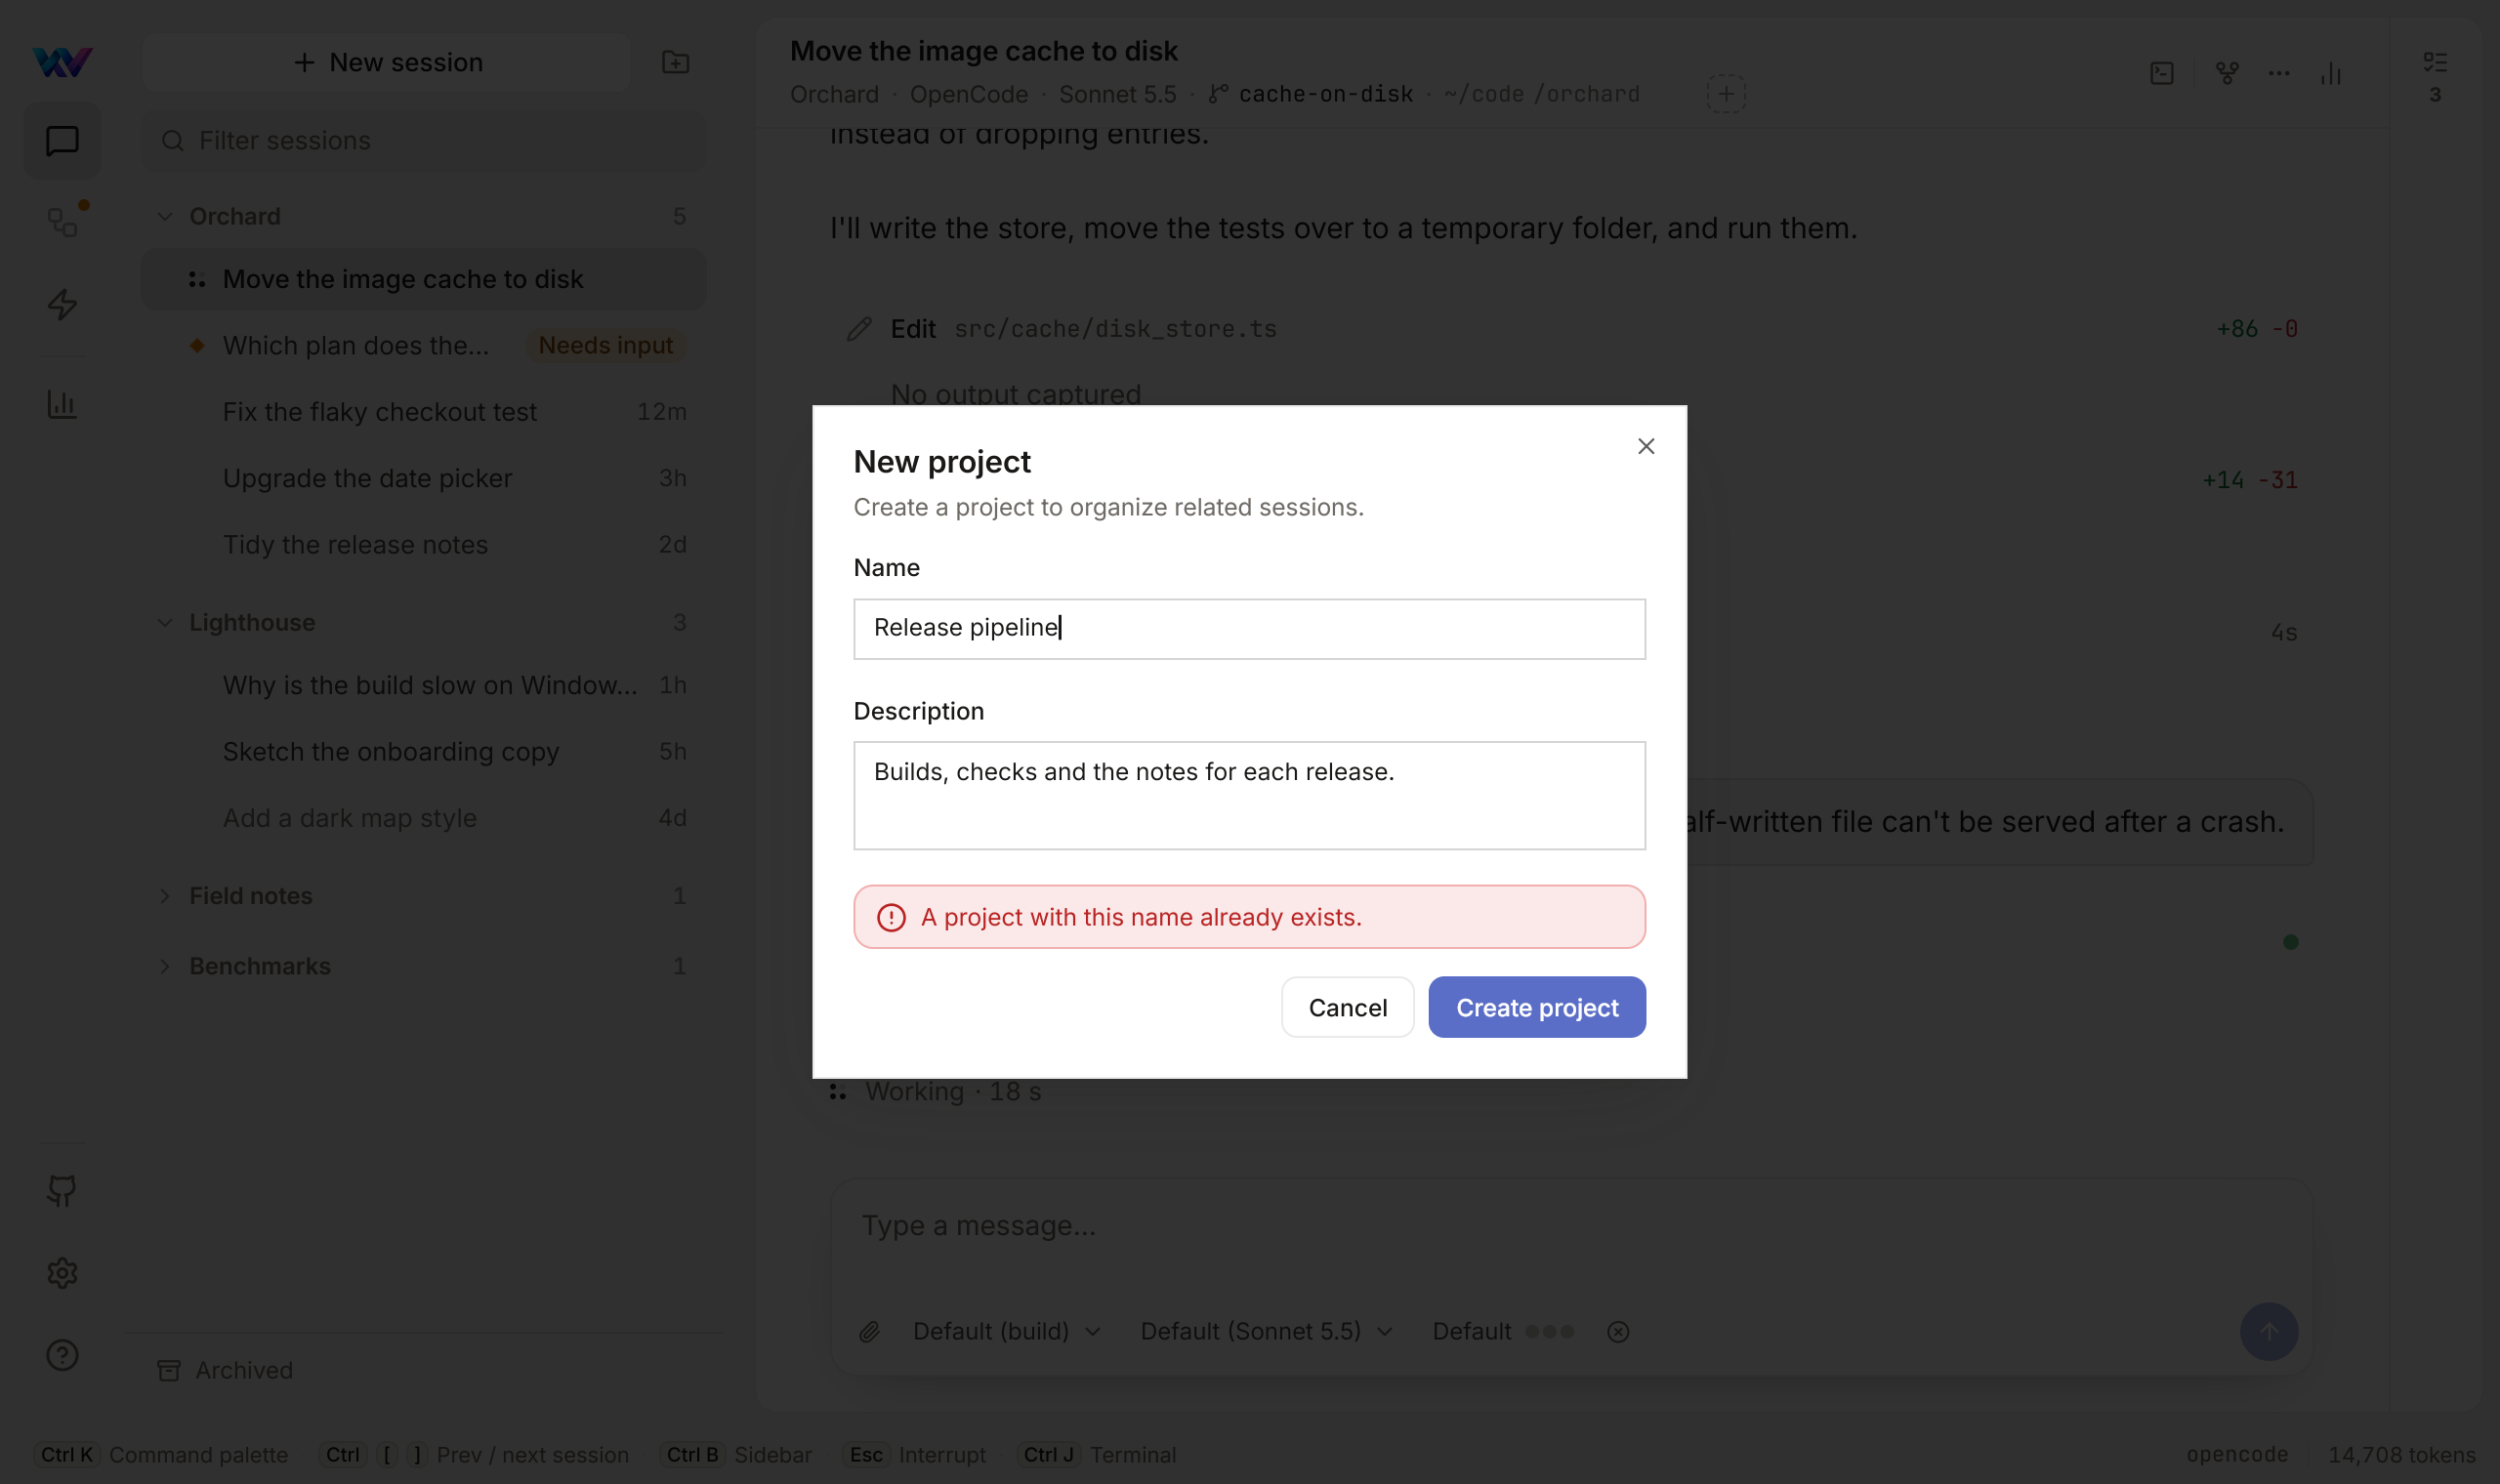 New session
Filter sessions
Orchard 5
Move the image cache to disk
Which plan does the... Needs input
Fix the flaky checkout test 12m
Upgrade the date picker 3h
Tidy the release notes 2d
Lighthouse 3
Why is the build slow on Window... 1h
Sketch the onboarding copy 5h
Add a dark map style 4d
Field notes 1
Benchmarks 1
Archived
Move the image cache to disk
Orchard · OpenCode · Sonnet 5.5 · cache-on-disk · ~/code/orchard
3
instead of dropping entries.
I'll write the store, move the tests over to a temporary folder, and run them.
Edit src/cache/disk_store.ts +86 -0
No output captured
+14 -31
4s
alf-written file can't be served after a crash.
New project
Create a project to organize related sessions.
Name
Release pipeline
Description
Builds, checks and the notes for each release.
A project with this name already exists.
Cancel Create project
Working · 18 s
Type a message...
Default (build) Default (Sonnet 5.5) Default
Ctrl K Command palette Ctrl [ ] Prev / next session Ctrl B Sidebar Esc Interrupt Ctrl J Terminal
opencode 14,708 tokens